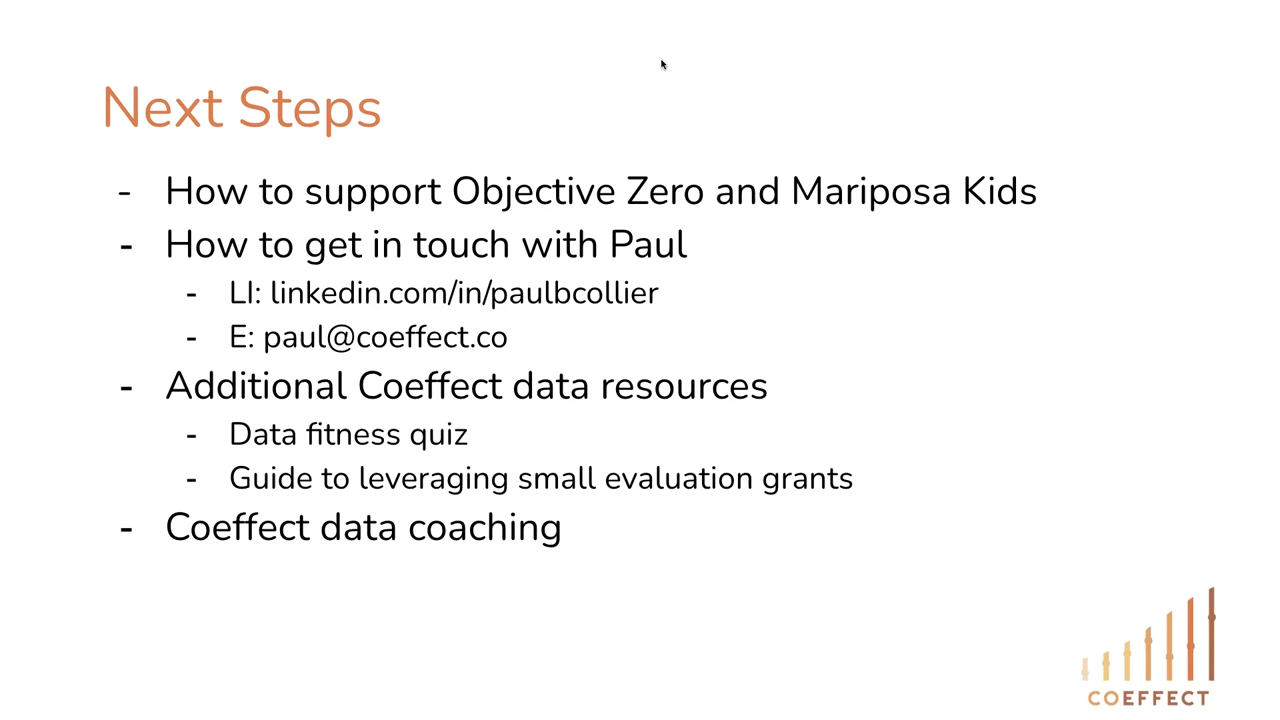 Next Steps
- How to support Objective Zero and Mariposa Kids
- How to get in touch with Paul
- LI: linkedin.com/in/paulbcollier
- E: paul@coeffect.co
- Additional Coeffect data resources
- Data fitness quiz
- Guide to leveraging small evaluation grants
- Coeffect data coaching
COEFFECT